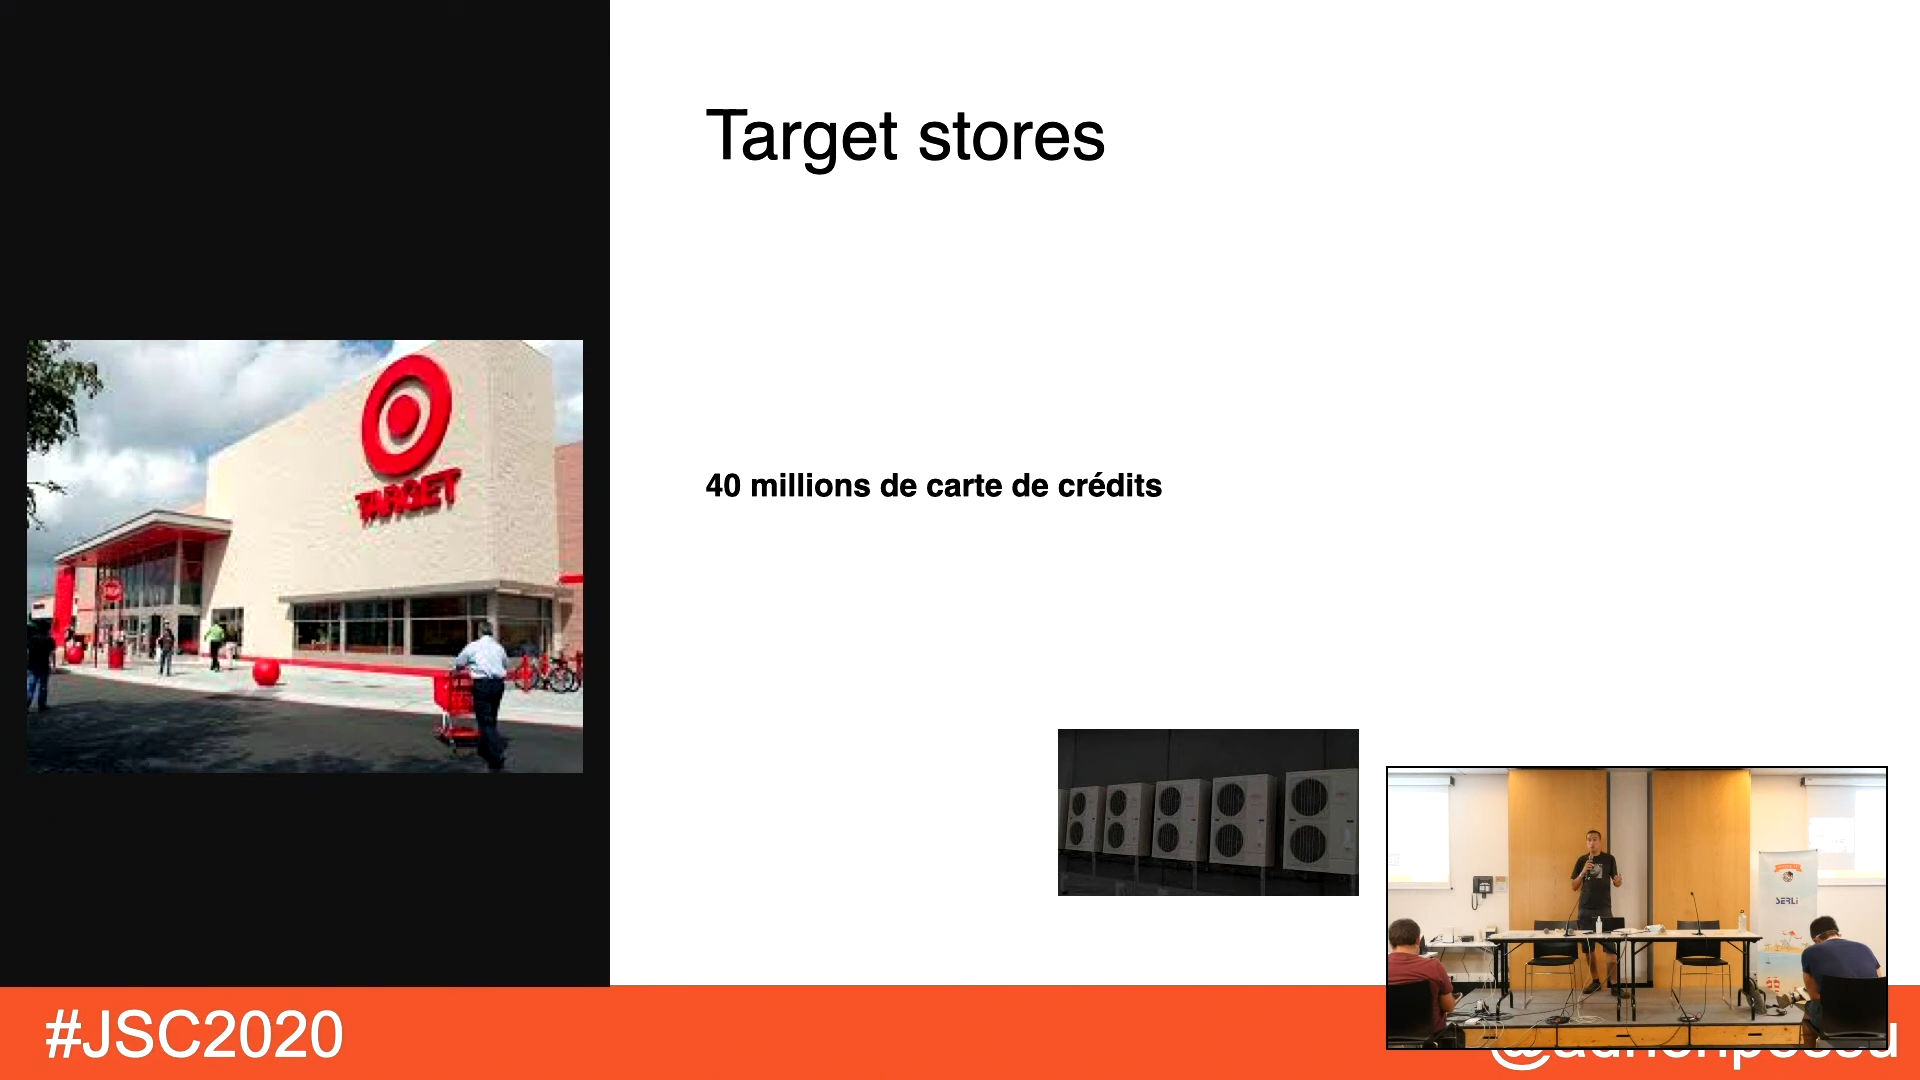 Target stores
TARGET
40 millions de carte de crédits
SERLI
#JSC2020